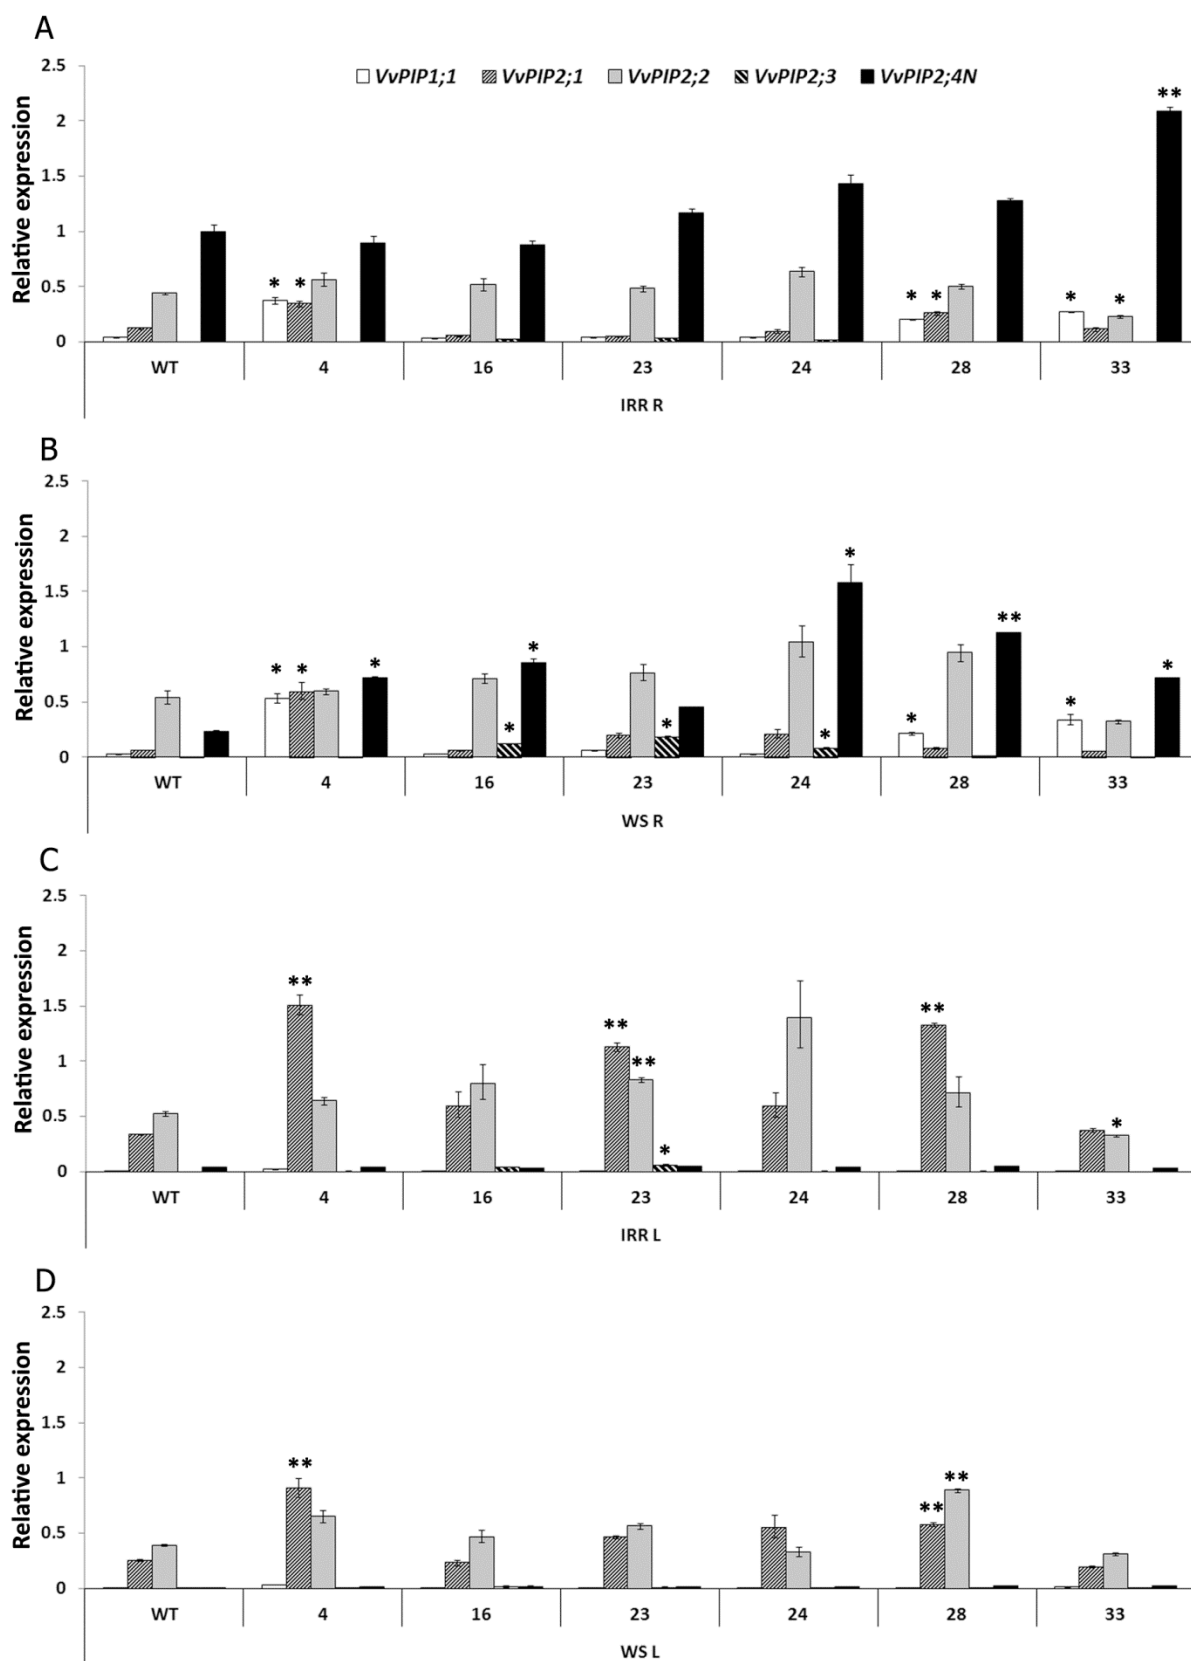 A
VvPIP1;1 VvPIP2;1 VvPIP2;2 VvPIP2;3 VvPIP2;4N
Relative expression
2.5
2
1.5
1
0.5
0
**
* *
* *
* *
WT 4 16 23 24 28 33
IRR R
B
Relative expression
2.5
2
1.5
1
0.5
0
* * *
* *
*
* *
* **
* *
WT 4 16 23 24 28 33
WS R
C
Relative expression
2.5
2
1.5
1
0.5
0
**
** ** *
**
*
WT 4 16 23 24 28 33
IRR L
D
Relative expression
2.5
2
1.5
1
0.5
0
**
** **
WT 4 16 23 24 28 33
WS L